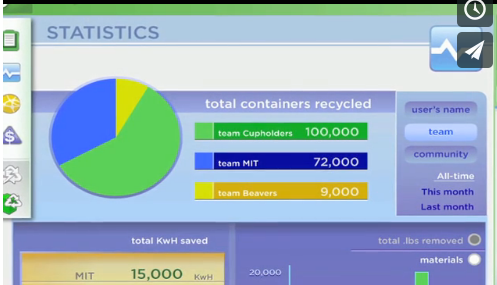 STATISTICS
total containers recycled
user's name
team Cupholders 100,000
team
team MIT 72,000
community
All-time
team Beavers 9,000
This month
Last month
total KwH saved
total .lbs removed
materials
MIT 15,000 KwH
20,000